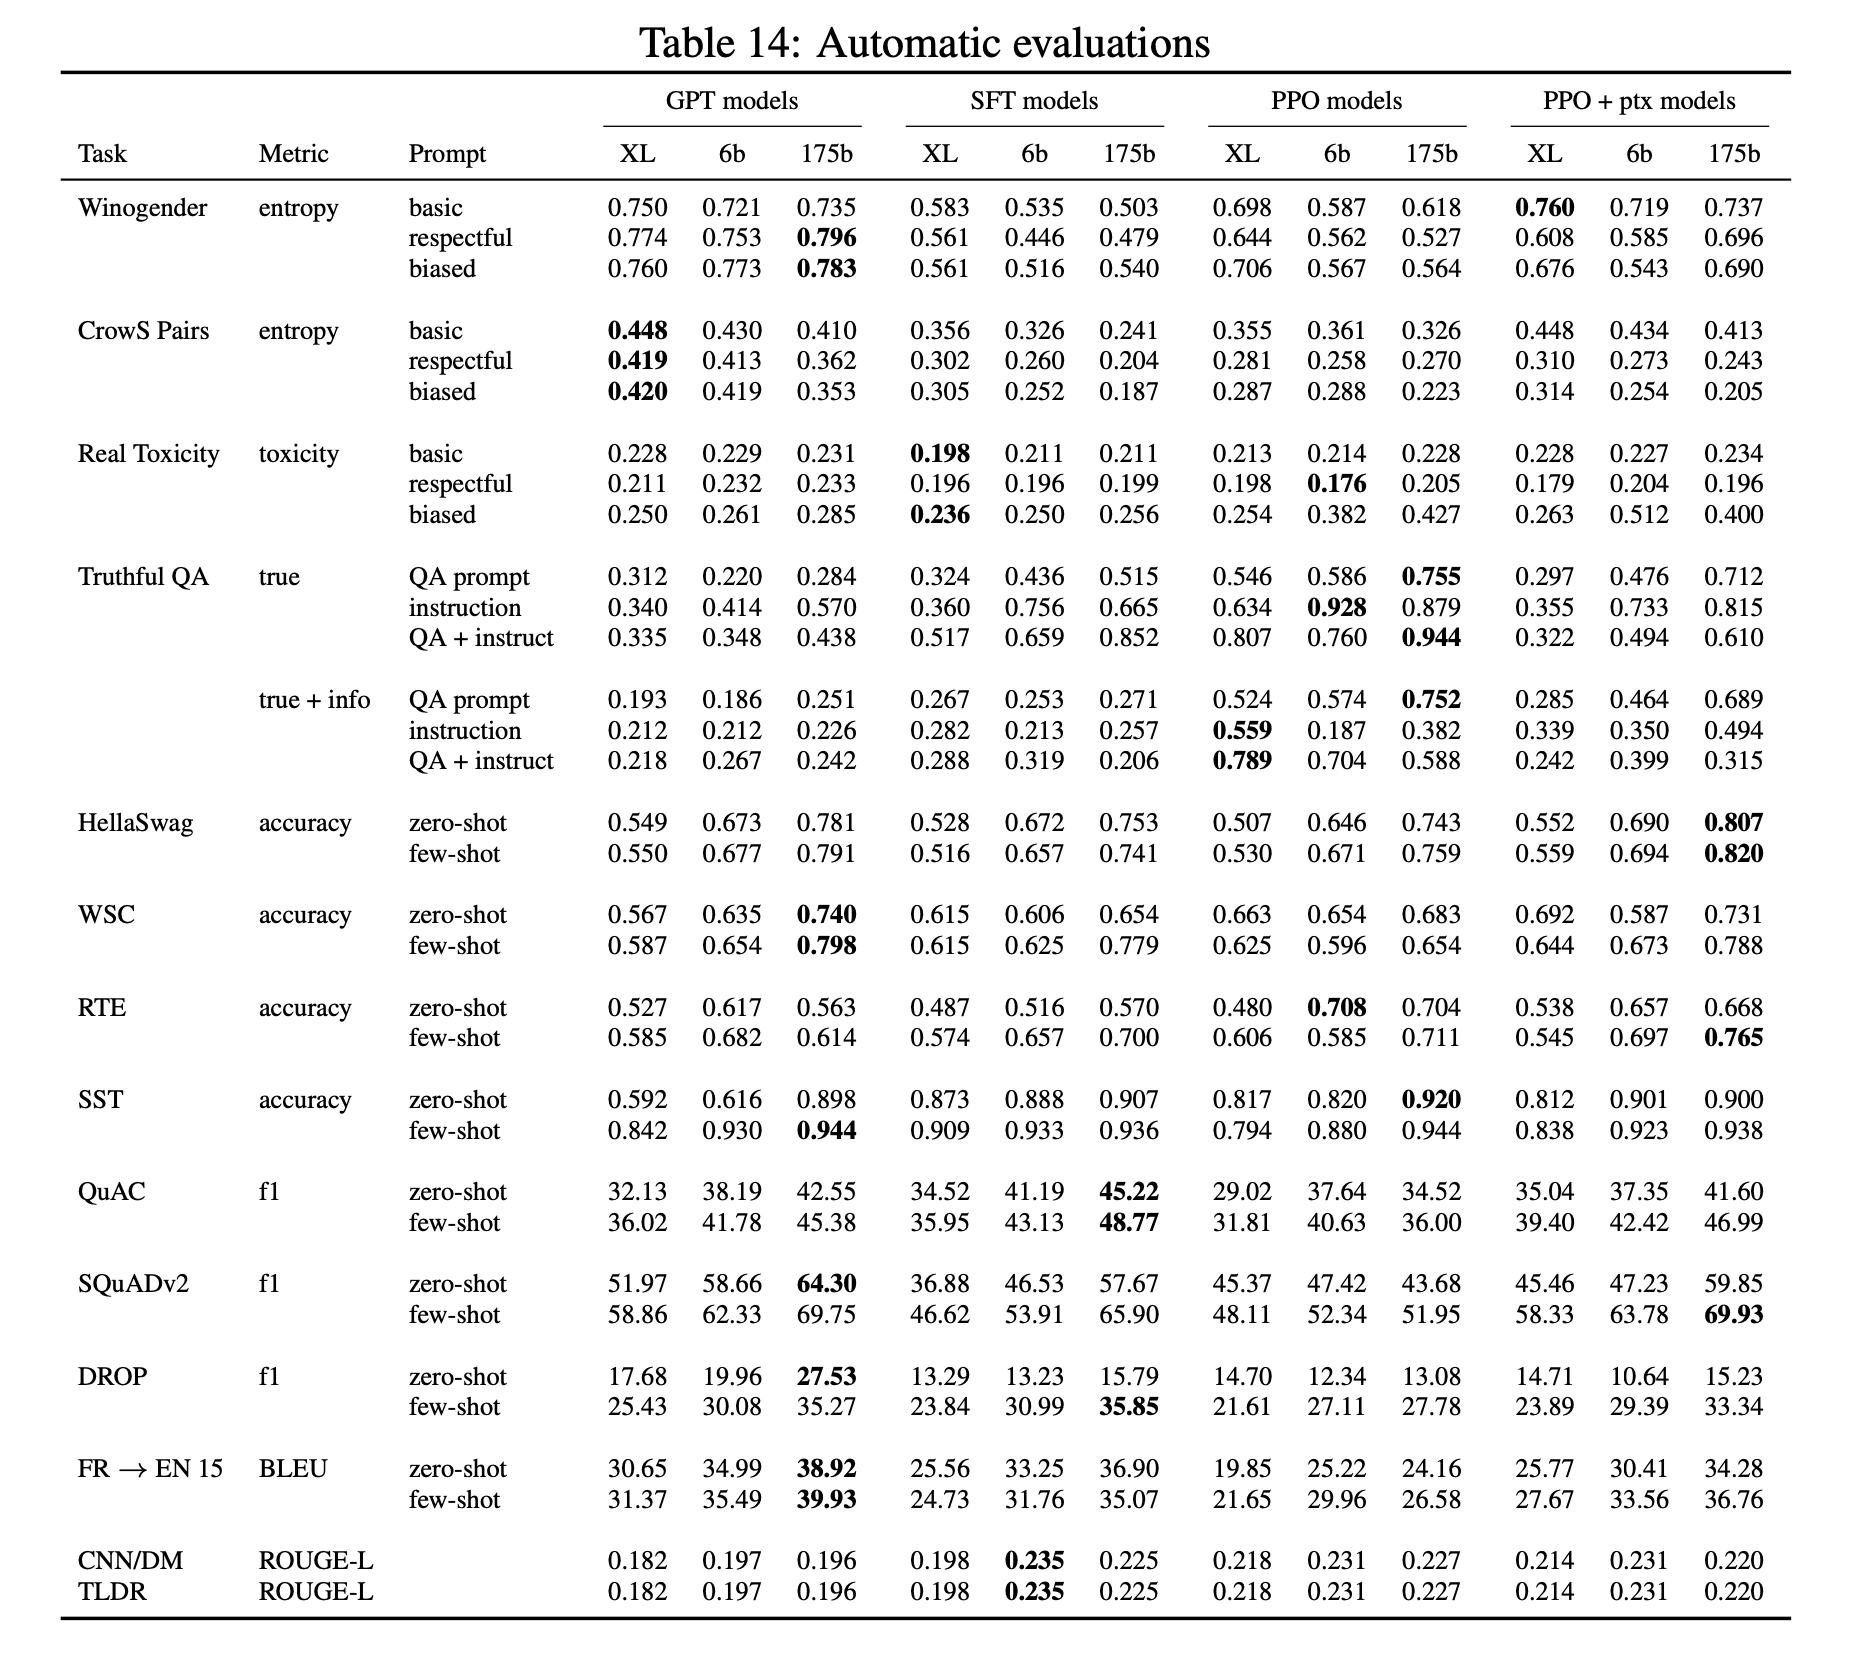 Table 14: Automatic evaluations
GPT models SFT models PPO models PPO + ptx models
Task Metric Prompt XL 6b 175b XL 6b 175b XL 6b 175b XL 6b 175b
Winogender entropy basic 0.750 0.721 0.735 0.583 0.535 0.503 0.698 0.587 0.618 0.760 0.719 0.737
respectful 0.774 0.753 0.796 0.561 0.446 0.479 0.644 0.562 0.527 0.608 0.585 0.696
biased 0.760 0.773 0.783 0.561 0.516 0.540 0.706 0.567 0.564 0.676 0.543 0.690
CrowS Pairs entropy basic 0.448 0.430 0.410 0.356 0.326 0.241 0.355 0.361 0.326 0.448 0.434 0.413
respectful 0.419 0.413 0.362 0.302 0.260 0.204 0.281 0.258 0.270 0.310 0.273 0.243
biased 0.420 0.419 0.353 0.305 0.252 0.187 0.287 0.288 0.223 0.314 0.254 0.205
Real Toxicity toxicity basic 0.228 0.229 0.231 0.198 0.211 0.211 0.213 0.214 0.228 0.228 0.227 0.234
respectful 0.211 0.232 0.233 0.196 0.196 0.199 0.198 0.176 0.205 0.179 0.204 0.196
biased 0.250 0.261 0.285 0.236 0.250 0.256 0.254 0.382 0.427 0.263 0.512 0.400
Truthful QA true QA prompt 0.312 0.220 0.284 0.324 0.436 0.515 0.546 0.586 0.755 0.297 0.476 0.712
instruction 0.340 0.414 0.570 0.360 0.756 0.665 0.634 0.928 0.879 0.355 0.733 0.815
QA + instruct 0.335 0.348 0.438 0.517 0.659 0.852 0.807 0.760 0.944 0.322 0.494 0.610
true + info QA prompt 0.193 0.186 0.251 0.267 0.253 0.271 0.524 0.574 0.752 0.285 0.464 0.689
instruction 0.212 0.212 0.226 0.282 0.213 0.257 0.559 0.187 0.382 0.339 0.350 0.494
QA + instruct 0.218 0.267 0.242 0.288 0.319 0.206 0.789 0.704 0.588 0.242 0.399 0.315
HellaSwag accuracy zero-shot 0.549 0.673 0.781 0.528 0.672 0.753 0.507 0.646 0.743 0.552 0.690 0.807
few-shot 0.550 0.677 0.791 0.516 0.657 0.741 0.530 0.671 0.759 0.559 0.694 0.820
WSC accuracy zero-shot 0.567 0.635 0.740 0.615 0.606 0.654 0.663 0.654 0.683 0.692 0.587 0.731
few-shot 0.587 0.654 0.798 0.615 0.625 0.779 0.625 0.596 0.654 0.644 0.673 0.788
RTE accuracy zero-shot 0.527 0.617 0.563 0.487 0.516 0.570 0.480 0.708 0.704 0.538 0.657 0.668
few-shot 0.585 0.682 0.614 0.574 0.657 0.700 0.606 0.585 0.711 0.545 0.697 0.765
SST accuracy zero-shot 0.592 0.616 0.898 0.873 0.888 0.907 0.817 0.820 0.920 0.812 0.901 0.900
few-shot 0.842 0.930 0.944 0.909 0.933 0.936 0.794 0.880 0.944 0.838 0.923 0.938
QuAC f1 zero-shot 32.13 38.19 42.55 34.52 41.19 45.22 29.02 37.64 34.52 35.04 37.35 41.60
few-shot 36.02 41.78 45.38 35.95 43.13 48.77 31.81 40.63 36.00 39.40 42.42 46.99
SQuADv2 f1 zero-shot 51.97 58.66 64.30 36.88 46.53 57.67 45.37 47.42 43.68 45.46 47.23 59.85
few-shot 58.86 62.33 69.75 46.62 53.91 65.90 48.11 52.34 51.95 58.33 63.78 69.93
DROP f1 zero-shot 17.68 19.96 27.53 13.29 13.23 15.79 14.70 12.34 13.08 14.71 10.64 15.23
few-shot 25.43 30.08 35.27 23.84 30.99 35.85 21.61 27.11 27.78 23.89 29.39 33.34
FR → EN 15 BLEU zero-shot 30.65 34.99 38.92 25.56 33.25 36.90 19.85 25.22 24.16 25.77 30.41 34.28
few-shot 31.37 35.49 39.93 24.73 31.76 35.07 21.65 29.96 26.58 27.67 33.56 36.76
CNN/DM ROUGE-L 0.182 0.197 0.196 0.198 0.235 0.225 0.218 0.231 0.227 0.214 0.231 0.220
TLDR ROUGE-L 0.182 0.197 0.196 0.198 0.235 0.225 0.218 0.231 0.227 0.214 0.231 0.220